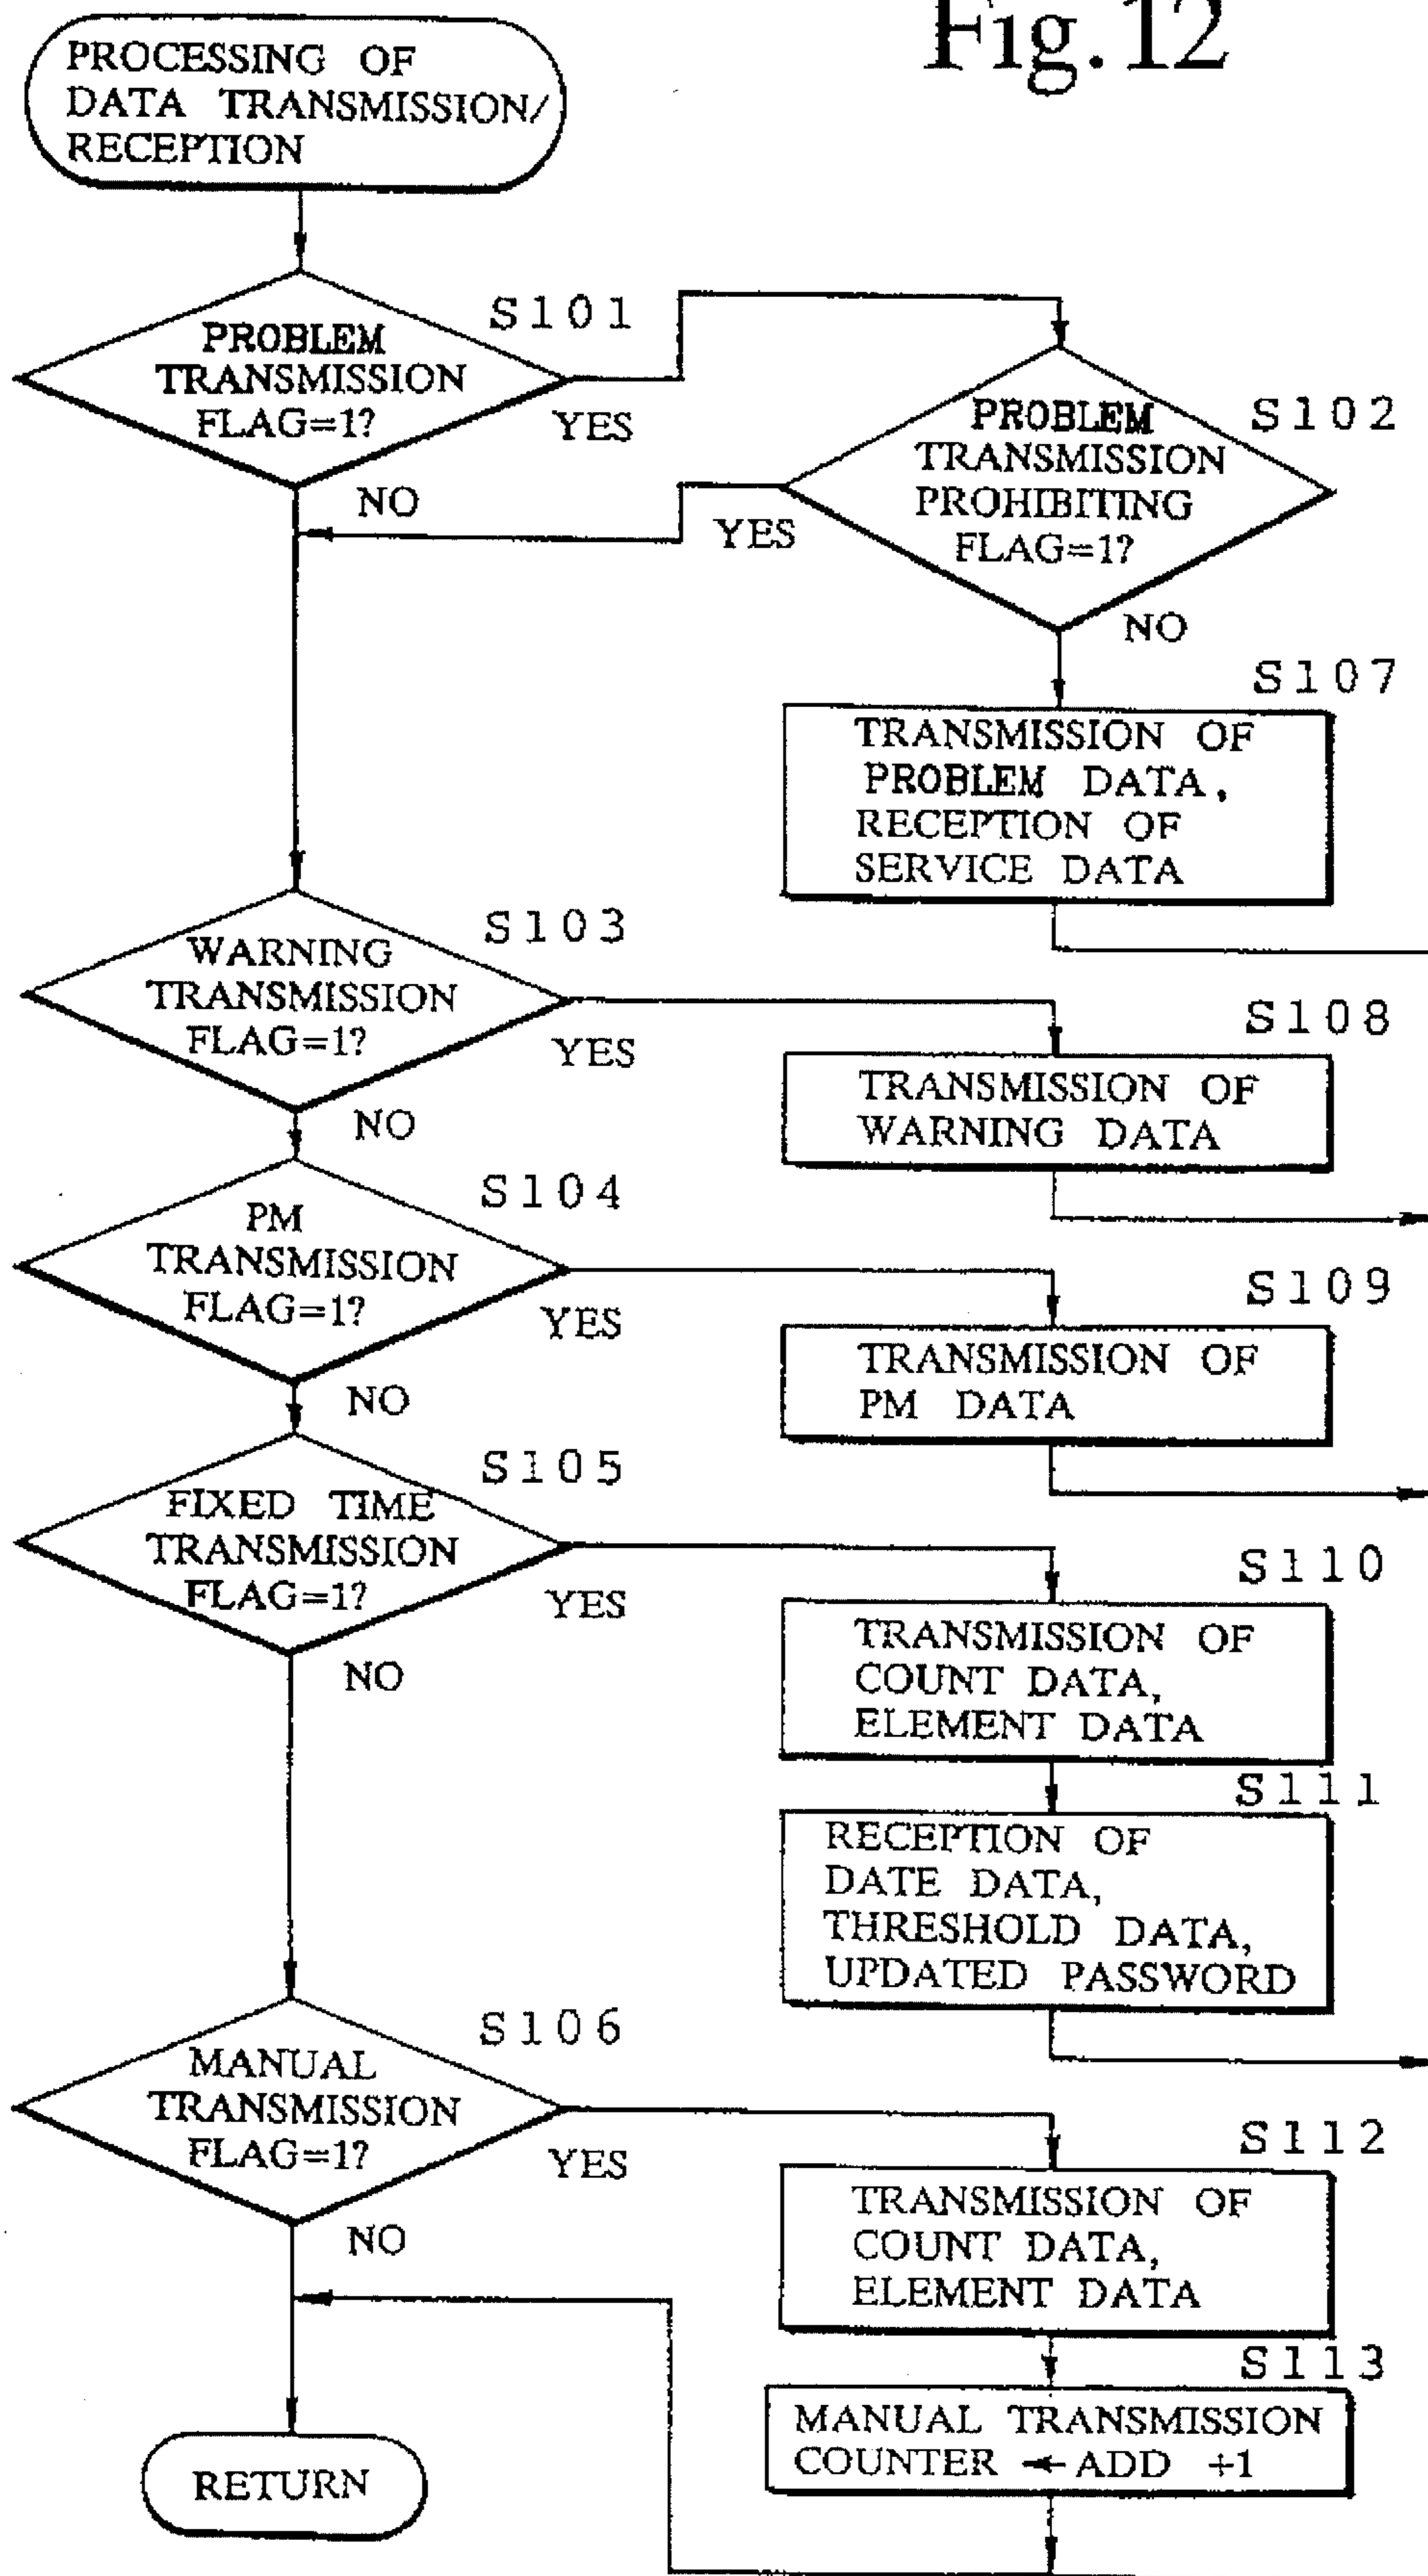 Fig.12
PROCESSING OF
DATA TRANSMISSION/
RECEPTION
S101
PROBLEM
TRANSMISSION
FLAG=1?
YES
NO
S102
PROBLEM
TRANSMISSION
PROHIBITING
FLAG=1?
YES
NO
S107
TRANSMISSION OF
PROBLEM DATA,
RECEPTION OF
SERVICE DATA
S103
WARNING
TRANSMISSION
FLAG=1?
YES
NO
S108
TRANSMISSION OF
WARNING DATA
S104
PM
TRANSMISSION
FLAG=1?
YES
NO
S109
TRANSMISSION OF
PM DATA
S105
FIXED TIME
TRANSMISSION
FLAG=1?
YES
NO
S110
TRANSMISSION OF
COUNT DATA,
ELEMENT DATA
S111
RECEPTION OF
DATE DATA,
THRESHOLD DATA,
UPDATED PASSWORD
S106
MANUAL
TRANSMISSION
FLAG=1?
YES
NO
S112
TRANSMISSION OF
COUNT DATA,
ELEMENT DATA
S113
MANUAL TRANSMISSION
COUNTER ← ADD +1
RETURN